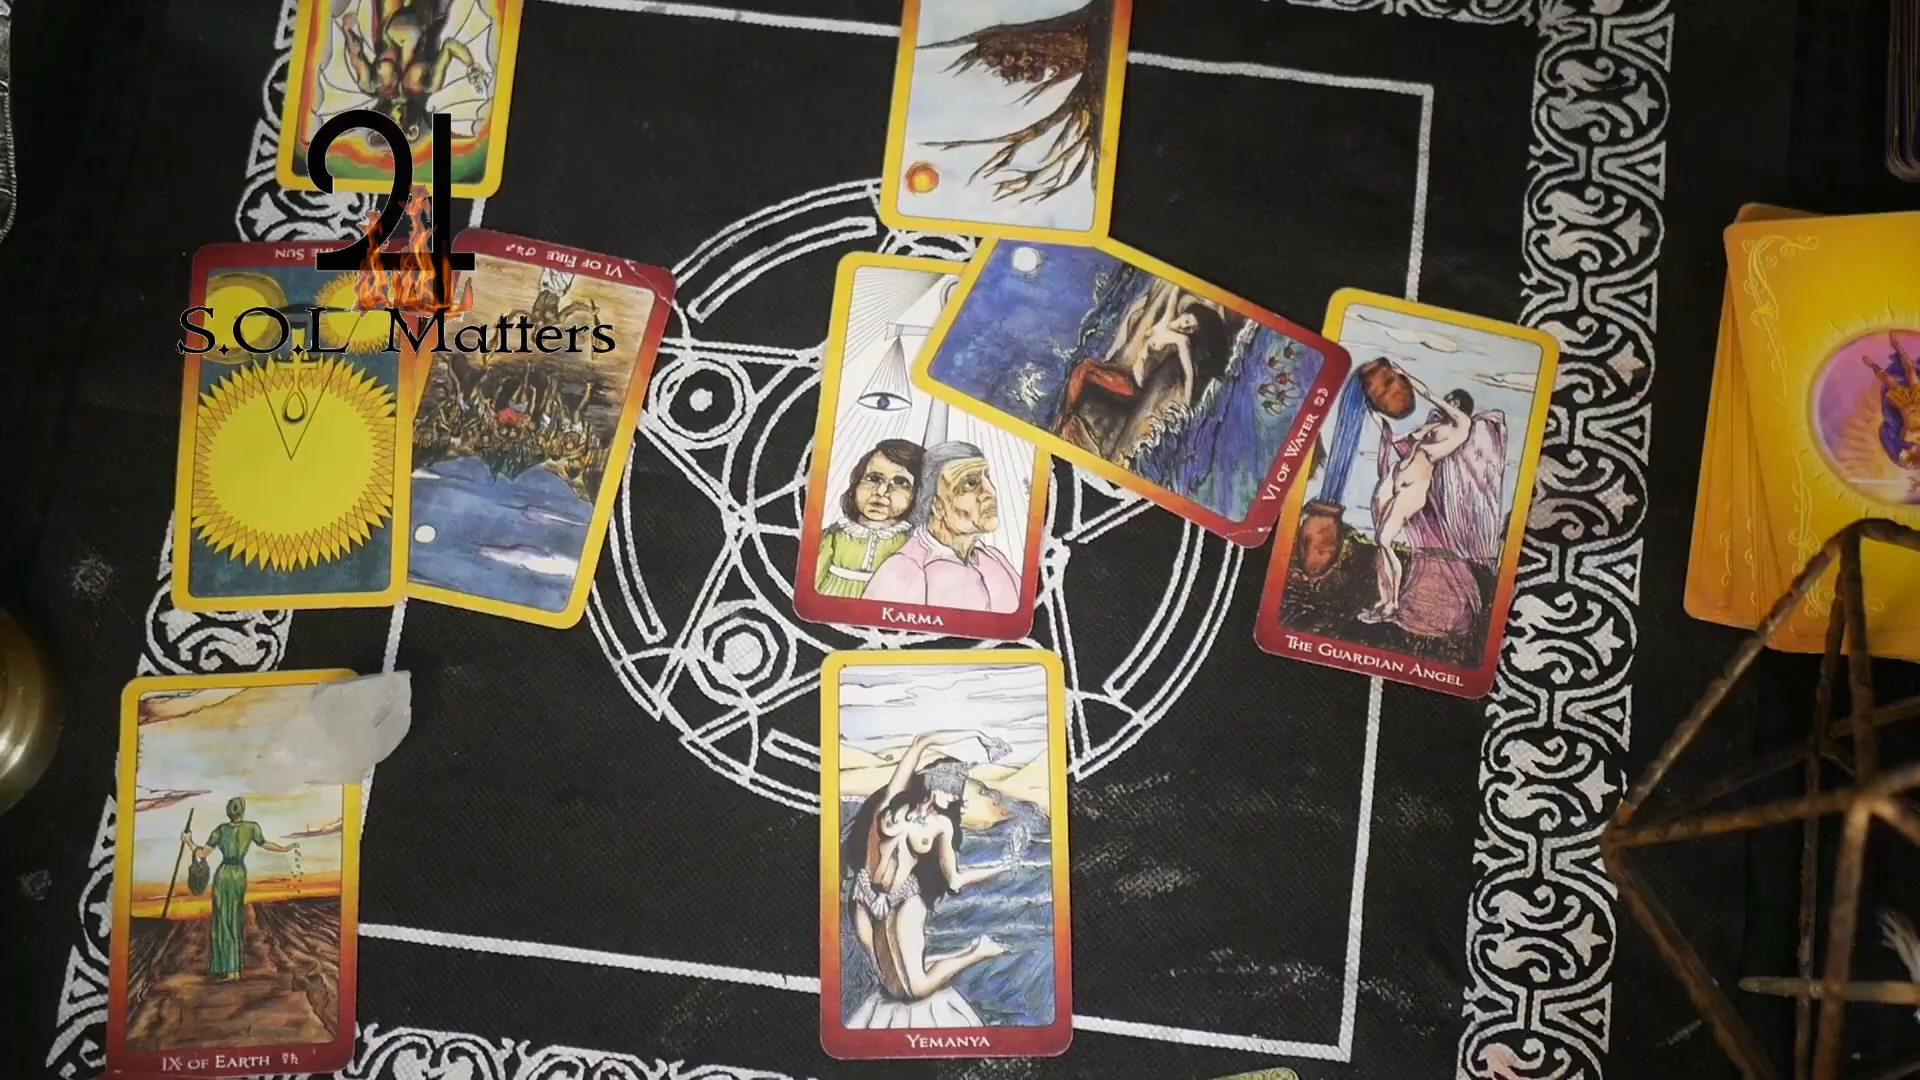 THE SUN
VI OF FIRE
S.O.L Matters
VI OF WATER
KARMA
THE GUARDIAN ANGEL
YEMANYA
IX OF EARTH